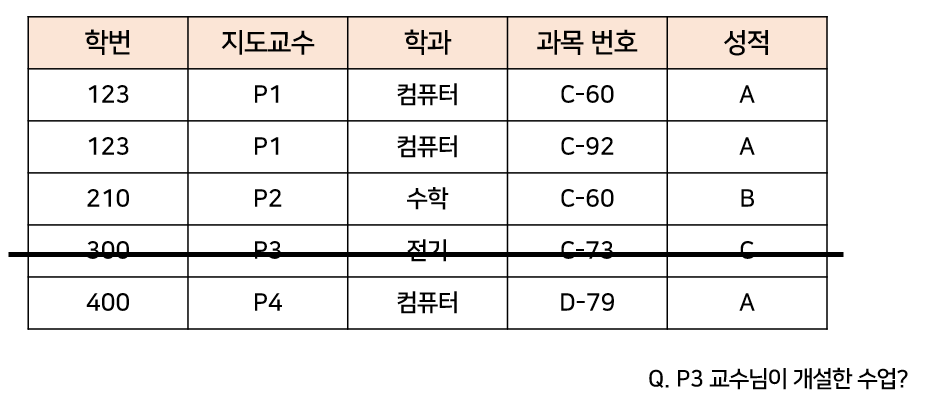 학번 지도교수 학과 과목 번호 성적
123 P1 컴퓨터 C-60 A
123 P1 컴퓨터 C-92 A
210 P2 수학 C-60 B
300 P3 전기 C-73 C
400 P4 컴퓨터 D-79 A
Q. P3 교수님이 개설한 수업?